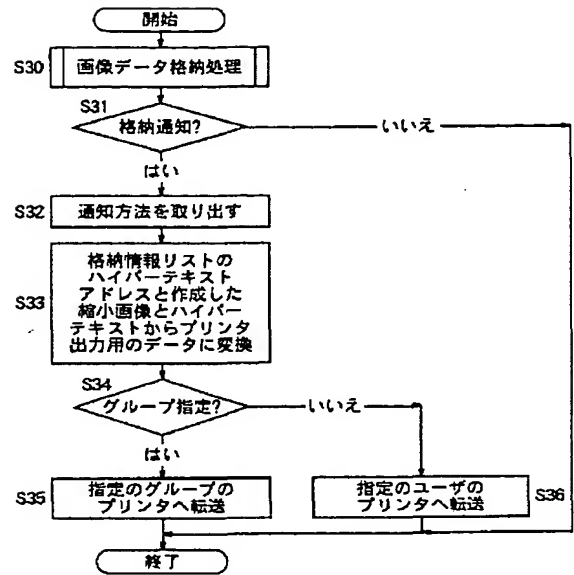 開始
S30
画像データ格納処理
S31
格納通知?
いいえ
はい
S32
通知方法を取り出す
S33
格納情報リストの
ハイパーテキスト
アドレスと作成した
縮小画像とハイパー
テキストからプリンタ
出力用のデータに変換
S34
グループ指定?
いいえ
はい
S35
指定のグループの
プリンタへ転送
指定のユーザの
プリンタへ転送
S36
終了